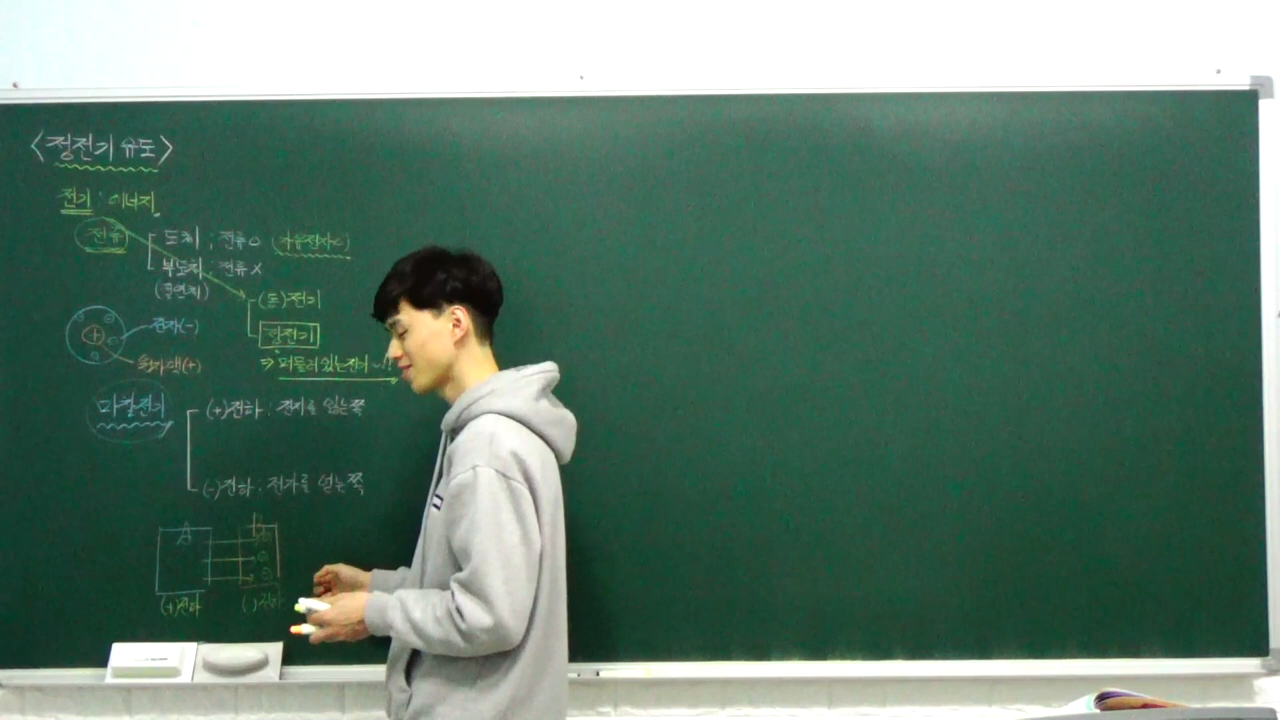 <정전기 유도>
전기 : 에너지
전류
도체 : 전류 O (자유전자O)
부도체 : 전류 X
(절연체)
(동)전기
정전기
전자(-)
원자핵(+)
⇒ 머물러있는전기
마찰전기
(+)전하 : 전자를 잃는쪽
(-)전하 : 전자를 얻는쪽
A
(+)전하
전하